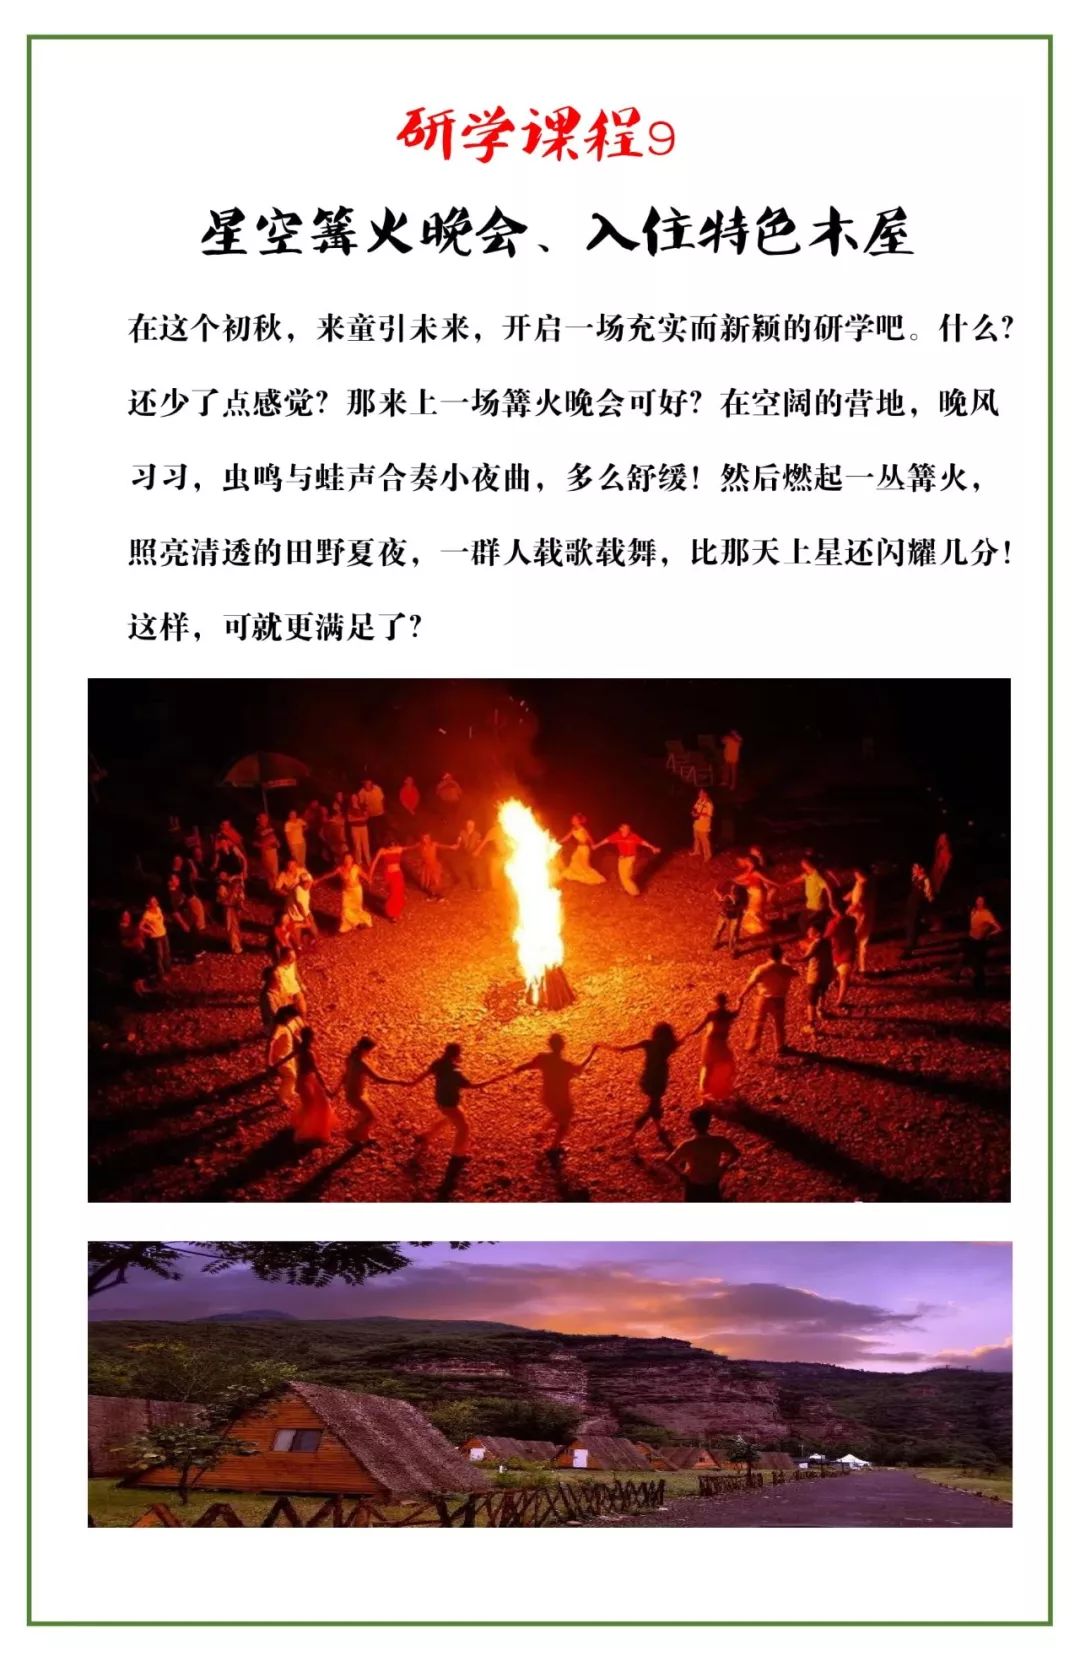 研学课程9
星空篝火晚会、入住特色木屋
在这个初秋，来童引未来，开启一场充实而新颖的研学吧。什么？
还少了点感觉？那来上一场篝火晚会可好？在空阔的营地，晚风
习习，虫鸣与蛙声合奏小夜曲，多么舒缓！然后燃起一丛篝火，
照亮清透的田野夏夜，一群人载歌载舞，比那天上星还闪耀几分！
这样，可就更满足了？